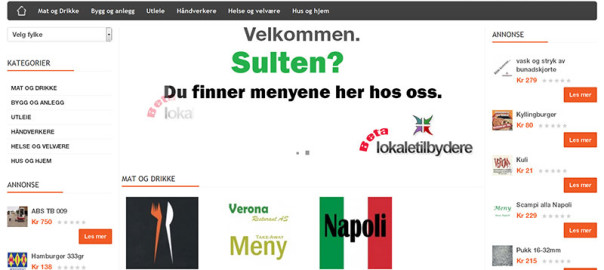 Mat og Drikke Bygg og anlegg Utleie Håndverkere Helse og velvære Hus og hjem
Velg fylke
KATEGORIER
MAT OG DRIKKE
BYGG OG ANLEGG
UTLEIE
HÅNDVERKERE
HELSE OG VELVÆRE
HUS OG HJEM
ANNONSE
ABS TB 009
Kr 750
Les mer
Hamburger 333gr
Kr 138
Les mer
Velkommen.
Sulten?
Du finner menyene her hos oss.
Beta
loka
Beta
lokaletilbydere
MAT OG DRIKKE
Verona
Restaurant AS
Meny
Napoli
ANNONSE
vask og stryk av
bunadskjorte
Kr 279
Les mer
Kyllingburger
Kr 80
Les mer
Kuli
Kr 21
Les mer
Scampi alla Napoli
Meny
Kr 229
Les mer
Pukk 16-32mm
Kr 215
Les mer